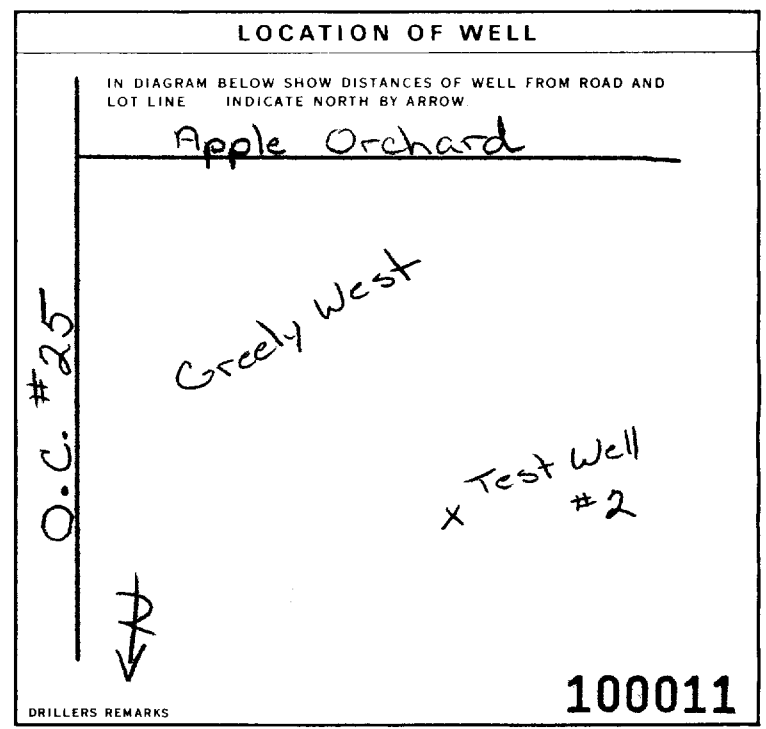 LOCATION OF WELL
IN DIAGRAM BELOW SHOW DISTANCES OF WELL FROM ROAD AND
LOT LINE INDICATE NORTH BY ARROW.
Apple Orchard
Greely West
O.C. #25
x Test Well
#2
DRILLERS REMARKS
100011